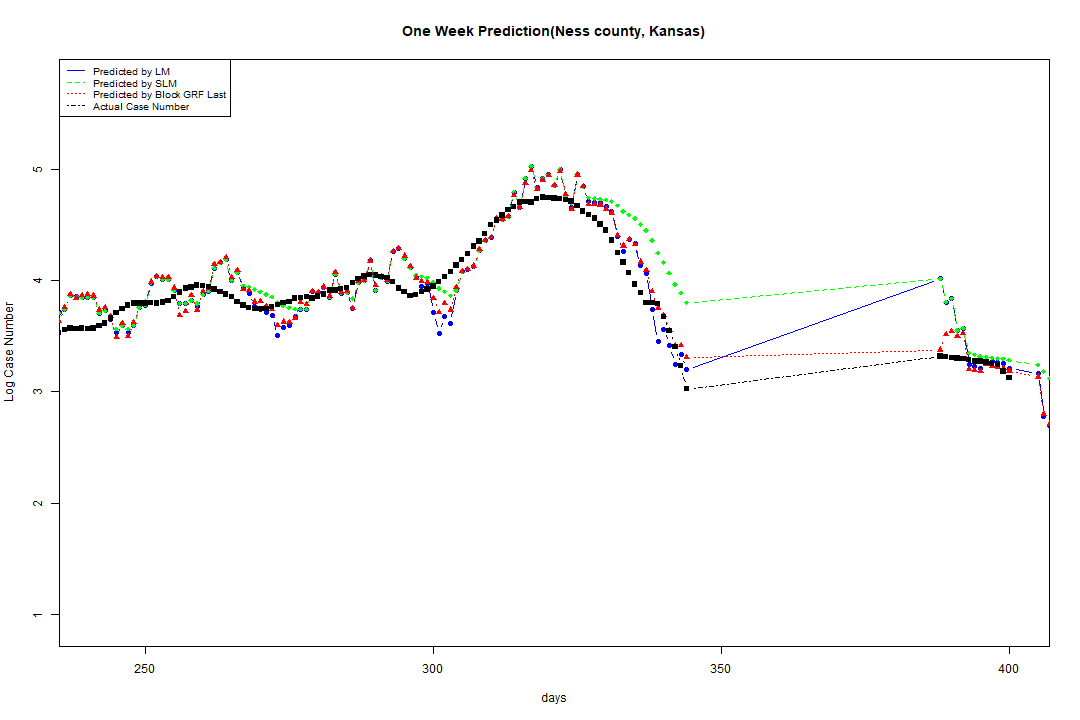 One Week Prediction(Ness county, Kansas)
Predicted by LM
Predicted by SLM
Predicted by Block GRF Last
Actual Case Number
Log Case Number
5
4
3
2
1
250
300
350
400
days